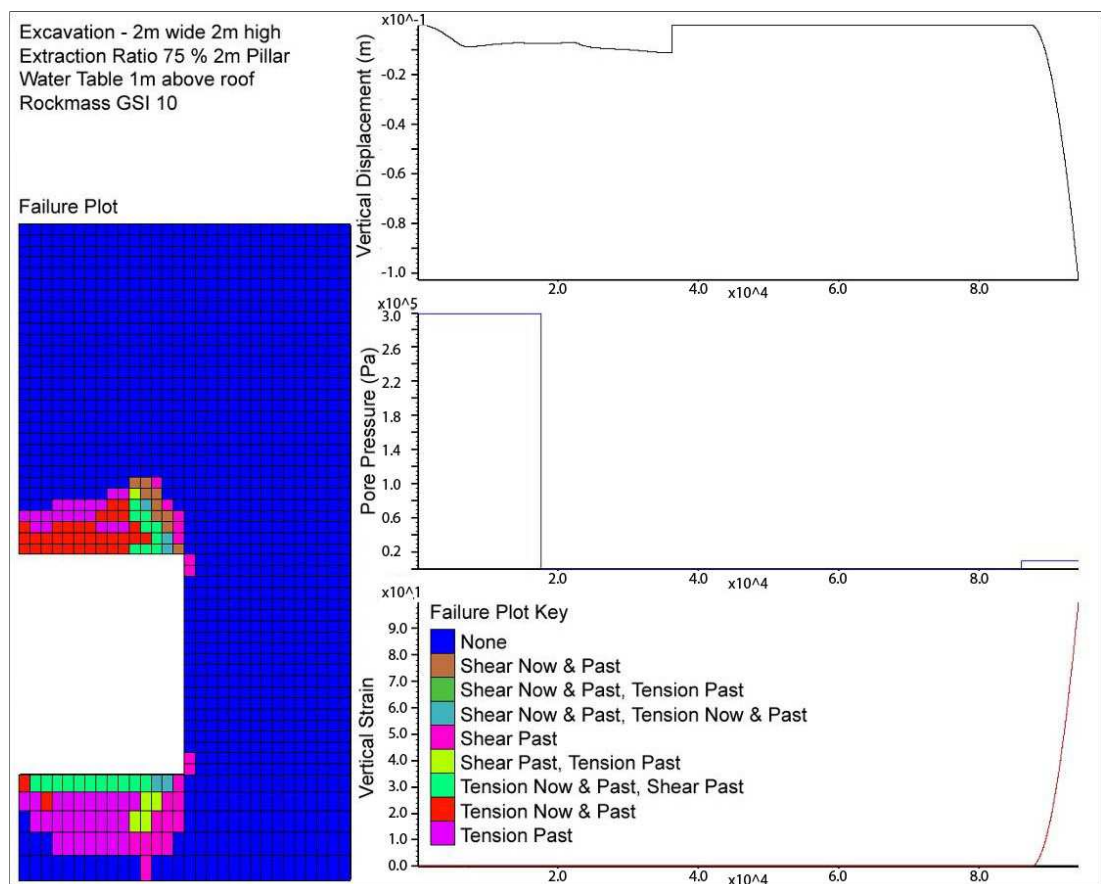 Excavation - 2m wide 2m high
Extraction Ratio 75 % 2m Pillar
Water Table 1m above roof
Rockmass GSI 10
Failure Plot
x10^-1
Vertical Displacement (m)
-0.2
-0.4
-0.6
-0.8
-1.0
2.0
4.0
x10^4
6.0
8.0
x10^5
Pore Pressure (Pa)
3.0
2.6
2.2
1.8
1.4
1.0
0.6
0.2
2.0
4.0
x10^4
6.0
8.0
x10^1
Vertical Strain
9.0
8.0
7.0
6.0
5.0
4.0
3.0
2.0
1.0
0.0
2.0
4.0
x10^4
6.0
8.0
Failure Plot Key
None
Shear Now & Past
Shear Now & Past, Tension Past
Shear Now & Past, Tension Now & Past
Shear Past
Shear Past, Tension Past
Tension Now & Past, Shear Past
Tension Now & Past
Tension Past